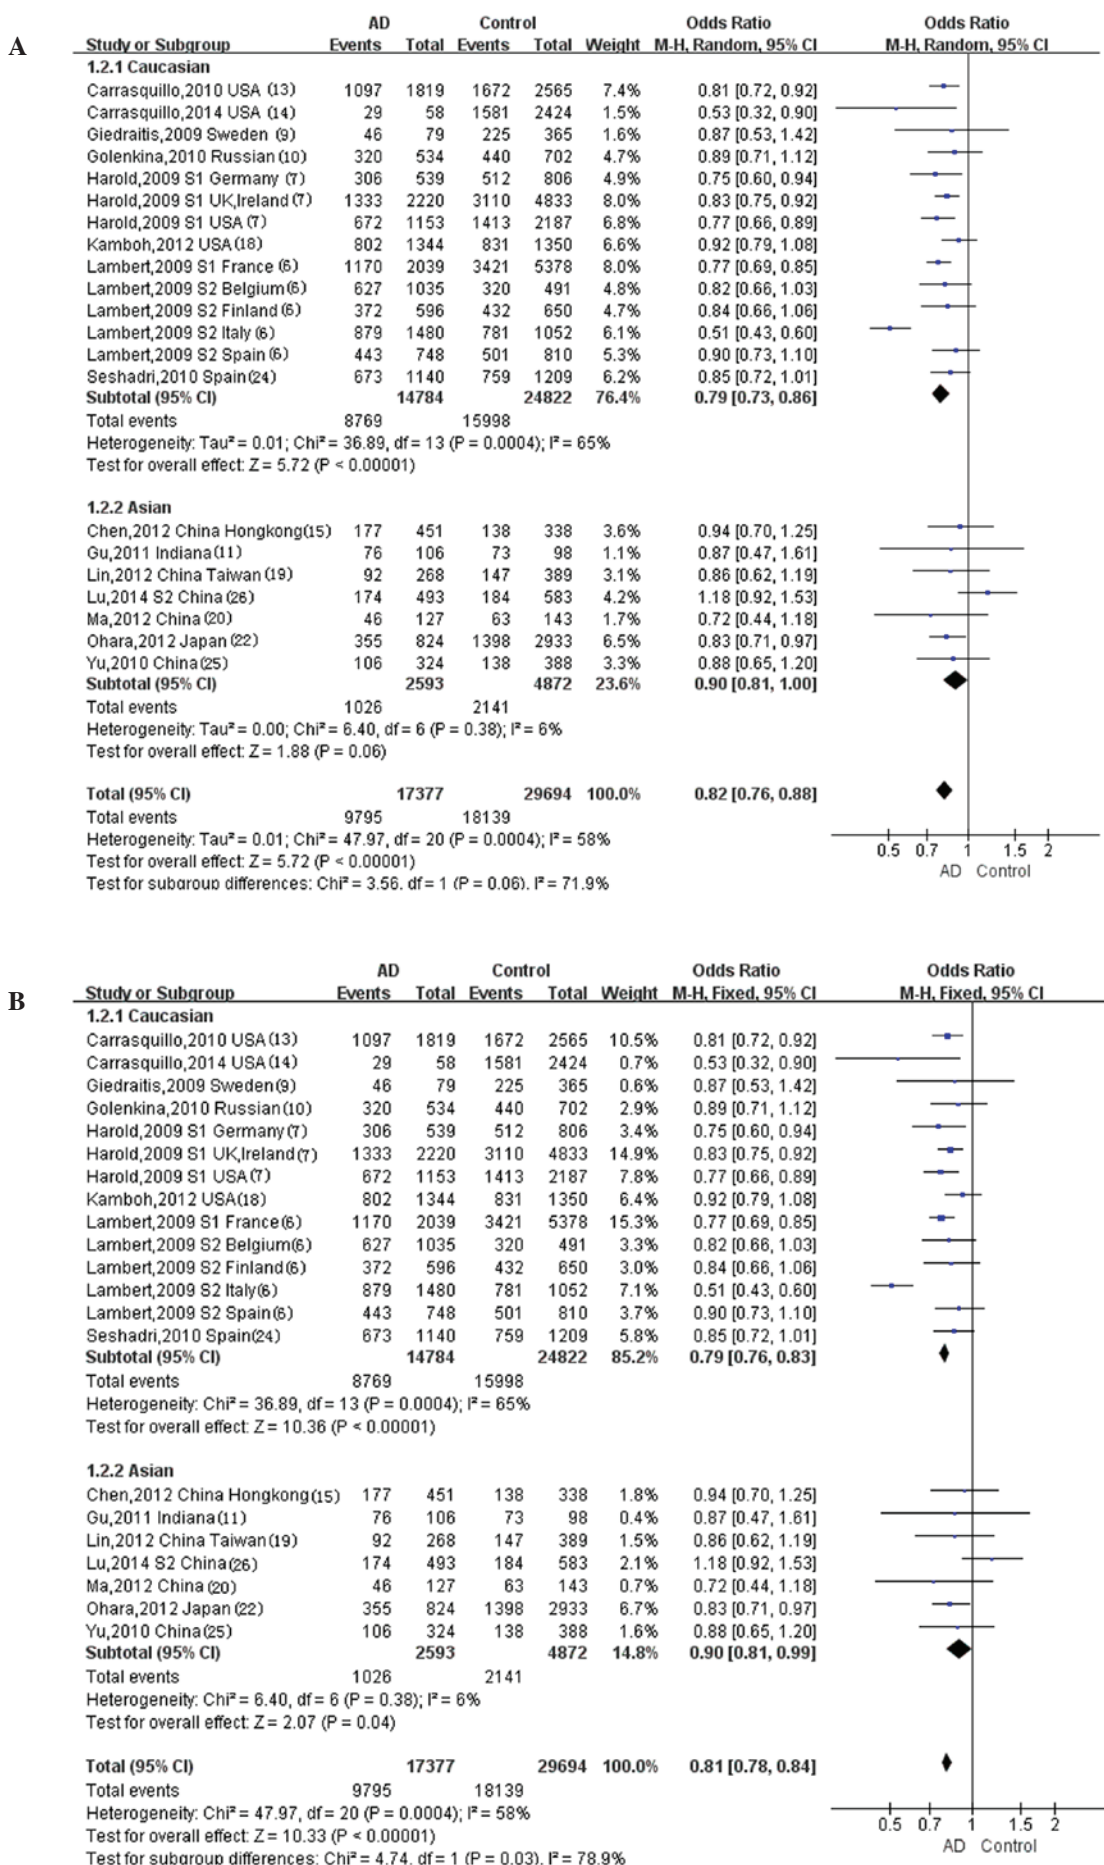 A
AD Control Odds Ratio Odds Ratio
Study or Subgroup Events Total Events Total Weight M-H, Random, 95% CI M-H, Random, 95% CI
1.2.1 Caucasian
Carrasquillo,2010 USA (13) 1097 1819 1672 2565 7.4% 0.81 [0.72, 0.92]
Carrasquillo,2014 USA (14) 29 58 1581 2424 1.5% 0.53 [0.32, 0.90]
Giedraitis,2009 Sweden (9) 46 79 225 365 1.6% 0.87 [0.53, 1.42]
Golenkina,2010 Russian (10) 320 534 440 702 4.7% 0.89 [0.71, 1.12]
Harold,2009 S1 Germany (7) 306 539 512 806 4.9% 0.75 [0.60, 0.94]
Harold,2009 S1 UK,Ireland (7) 1333 2220 3110 4833 8.0% 0.83 [0.75, 0.92]
Harold,2009 S1 USA (7) 672 1153 1413 2187 6.8% 0.77 [0.66, 0.89]
Kamboh,2012 USA (18) 802 1344 831 1350 6.6% 0.92 [0.79, 1.08]
Lambert,2009 S1 France (6) 1170 2039 3421 5378 8.0% 0.77 [0.69, 0.85]
Lambert,2009 S2 Belgium (6) 627 1035 320 491 4.8% 0.82 [0.66, 1.03]
Lambert,2009 S2 Finland (6) 372 596 432 650 4.7% 0.84 [0.66, 1.06]
Lambert,2009 S2 Italy (6) 879 1480 781 1052 6.1% 0.51 [0.43, 0.60]
Lambert,2009 S2 Spain (6) 443 748 501 810 5.3% 0.90 [0.73, 1.10]
Seshadri,2010 Spain (24) 673 1140 759 1209 6.2% 0.85 [0.72, 1.01]
Subtotal (95% CI) 14784 24822 76.4% 0.79 [0.73, 0.86]
Total events 8769 15998
Heterogeneity: Tau² = 0.01; Chi² = 36.89, df = 13 (P = 0.0004); I² = 65%
Test for overall effect: Z = 5.72 (P < 0.00001)
1.2.2 Asian
Chen,2012 China Hongkong(15) 177 451 138 338 3.6% 0.94 [0.70, 1.25]
Gu,2011 Indiana (11) 76 106 73 98 1.1% 0.87 [0.47, 1.61]
Lin,2012 China Taiwan (19) 92 268 147 389 3.1% 0.86 [0.62, 1.19]
Lu,2014 S2 China (26) 174 493 184 583 4.2% 1.18 [0.92, 1.53]
Ma,2012 China (20) 46 127 63 143 1.7% 0.72 [0.44, 1.18]
Ohara,2012 Japan (22) 355 824 1398 2933 6.5% 0.83 [0.71, 0.97]
Yu,2010 China (25) 106 324 138 388 3.3% 0.88 [0.65, 1.20]
Subtotal (95% CI) 2593 4872 23.6% 0.90 [0.81, 1.00]
Total events 1026 2141
Heterogeneity: Tau² = 0.00; Chi² = 6.40, df = 6 (P = 0.38); I² = 6%
Test for overall effect: Z = 1.88 (P = 0.06)
Total (95% CI) 17377 29694 100.0% 0.82 [0.76, 0.88]
Total events 9795 18139
Heterogeneity: Tau² = 0.01; Chi² = 47.97, df = 20 (P = 0.0004); I² = 58%
Test for overall effect: Z = 5.72 (P < 0.00001)
Test for subgroup differences: Chi² = 3.56, df = 1 (P = 0.06), I² = 71.9%
0.5 0.7 1 1.5 2
AD Control
B
AD Control Odds Ratio Odds Ratio
Study or Subgroup Events Total Events Total Weight M-H, Fixed, 95% CI M-H, Fixed, 95% CI
1.2.1 Caucasian
Carrasquillo,2010 USA (13) 1097 1819 1672 2565 10.5% 0.81 [0.72, 0.92]
Carrasquillo,2014 USA (14) 29 58 1581 2424 0.7% 0.53 [0.32, 0.90]
Giedraitis,2009 Sweden (9) 46 79 225 365 0.6% 0.87 [0.53, 1.42]
Golenkina,2010 Russian (10) 320 534 440 702 2.9% 0.89 [0.71, 1.12]
Harold,2009 S1 Germany (7) 306 539 512 806 3.4% 0.75 [0.60, 0.94]
Harold,2009 S1 UK,Ireland (7) 1333 2220 3110 4833 14.9% 0.83 [0.75, 0.92]
Harold,2009 S1 USA (7) 672 1153 1413 2187 7.8% 0.77 [0.66, 0.89]
Kamboh,2012 USA (18) 802 1344 831 1350 6.4% 0.92 [0.79, 1.08]
Lambert,2009 S1 France (6) 1170 2039 3421 5378 15.3% 0.77 [0.69, 0.85]
Lambert,2009 S2 Belgium (6) 627 1035 320 491 3.3% 0.82 [0.66, 1.03]
Lambert,2009 S2 Finland (6) 372 596 432 650 3.0% 0.84 [0.66, 1.06]
Lambert,2009 S2 Italy (6) 879 1480 781 1052 7.1% 0.51 [0.43, 0.60]
Lambert,2009 S2 Spain (6) 443 748 501 810 3.7% 0.90 [0.73, 1.10]
Seshadri,2010 Spain (24) 673 1140 759 1209 5.8% 0.85 [0.72, 1.01]
Subtotal (95% CI) 14784 24822 85.2% 0.79 [0.76, 0.83]
Total events 8769 15998
Heterogeneity: Chi² = 36.89, df = 13 (P = 0.0004); I² = 65%
Test for overall effect: Z = 10.36 (P < 0.00001)
1.2.2 Asian
Chen,2012 China Hongkong (15) 177 451 138 338 1.8% 0.94 [0.70, 1.25]
Gu,2011 Indiana (11) 76 106 73 98 0.4% 0.87 [0.47, 1.61]
Lin,2012 China Taiwan (19) 92 268 147 389 1.5% 0.86 [0.62, 1.19]
Lu,2014 S2 China (26) 174 493 184 583 2.1% 1.18 [0.92, 1.53]
Ma,2012 China (20) 46 127 63 143 0.7% 0.72 [0.44, 1.18]
Ohara,2012 Japan (22) 355 824 1398 2933 6.7% 0.83 [0.71, 0.97]
Yu,2010 China (25) 106 324 138 388 1.6% 0.88 [0.65, 1.20]
Subtotal (95% CI) 2593 4872 14.8% 0.90 [0.81, 0.99]
Total events 1026 2141
Heterogeneity: Chi² = 6.40, df = 6 (P = 0.38); I² = 6%
Test for overall effect: Z = 2.07 (P = 0.04)
Total (95% CI) 17377 29694 100.0% 0.81 [0.78, 0.84]
Total events 9795 18139
Heterogeneity: Chi² = 47.97, df = 20 (P = 0.0004); I² = 58%
Test for overall effect: Z = 10.33 (P < 0.00001)
Test for subgroup differences: Chi² = 4.74, df = 1 (P = 0.03), I² = 78.9%
0.5 0.7 1 1.5 2
AD Control